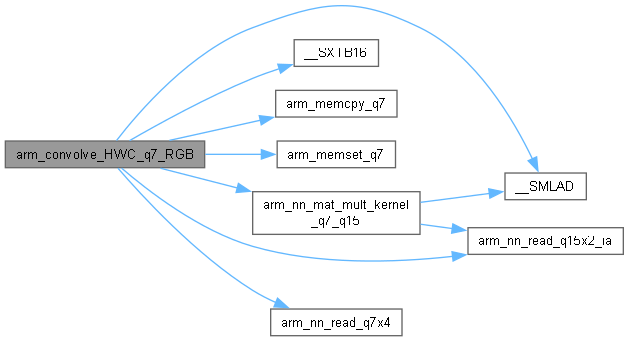 __SXTB16
arm_memcpy_q7
arm_convolve_HWC_q7_RGB
arm_memset_q7
__SMLAD
arm_nn_mat_mult_kernel
_q7_q15
arm_nn_read_q15x2_ia
arm_nn_read_q7x4